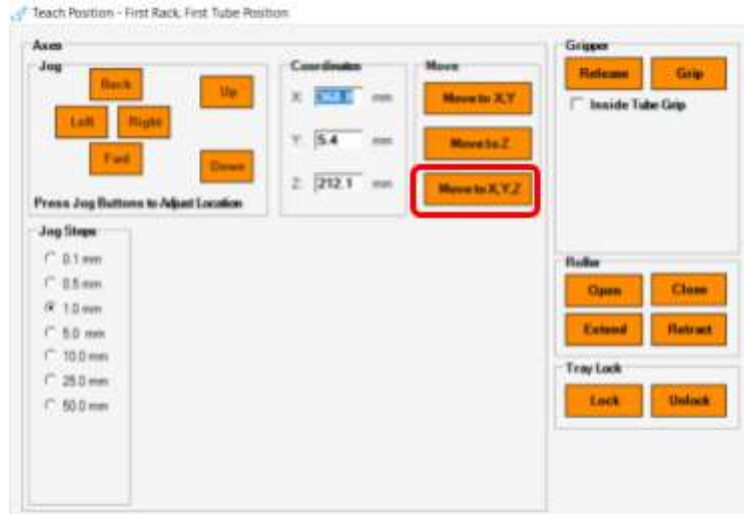 Teach Position - First Rack, First Tube Position
Axes
Jog
Back
Up
Left
Right
Fwd
Down
Press Jog Buttons to Adjust Location
Coordinates
X:
mm
Y:
5.4
mm
Z:
212.1
mm
Move
Move to X,Y
Move to Z
Move to X,Y,Z
Jog Steps
0.1 mm
0.5 mm
1.0 mm
5.0 mm
10.0 mm
25.0 mm
50.0 mm
Gripper
Release
Grip
Inside Tube Grip
Roller
Open
Close
Extend
Retract
Tray Lock
Lock
Unlock